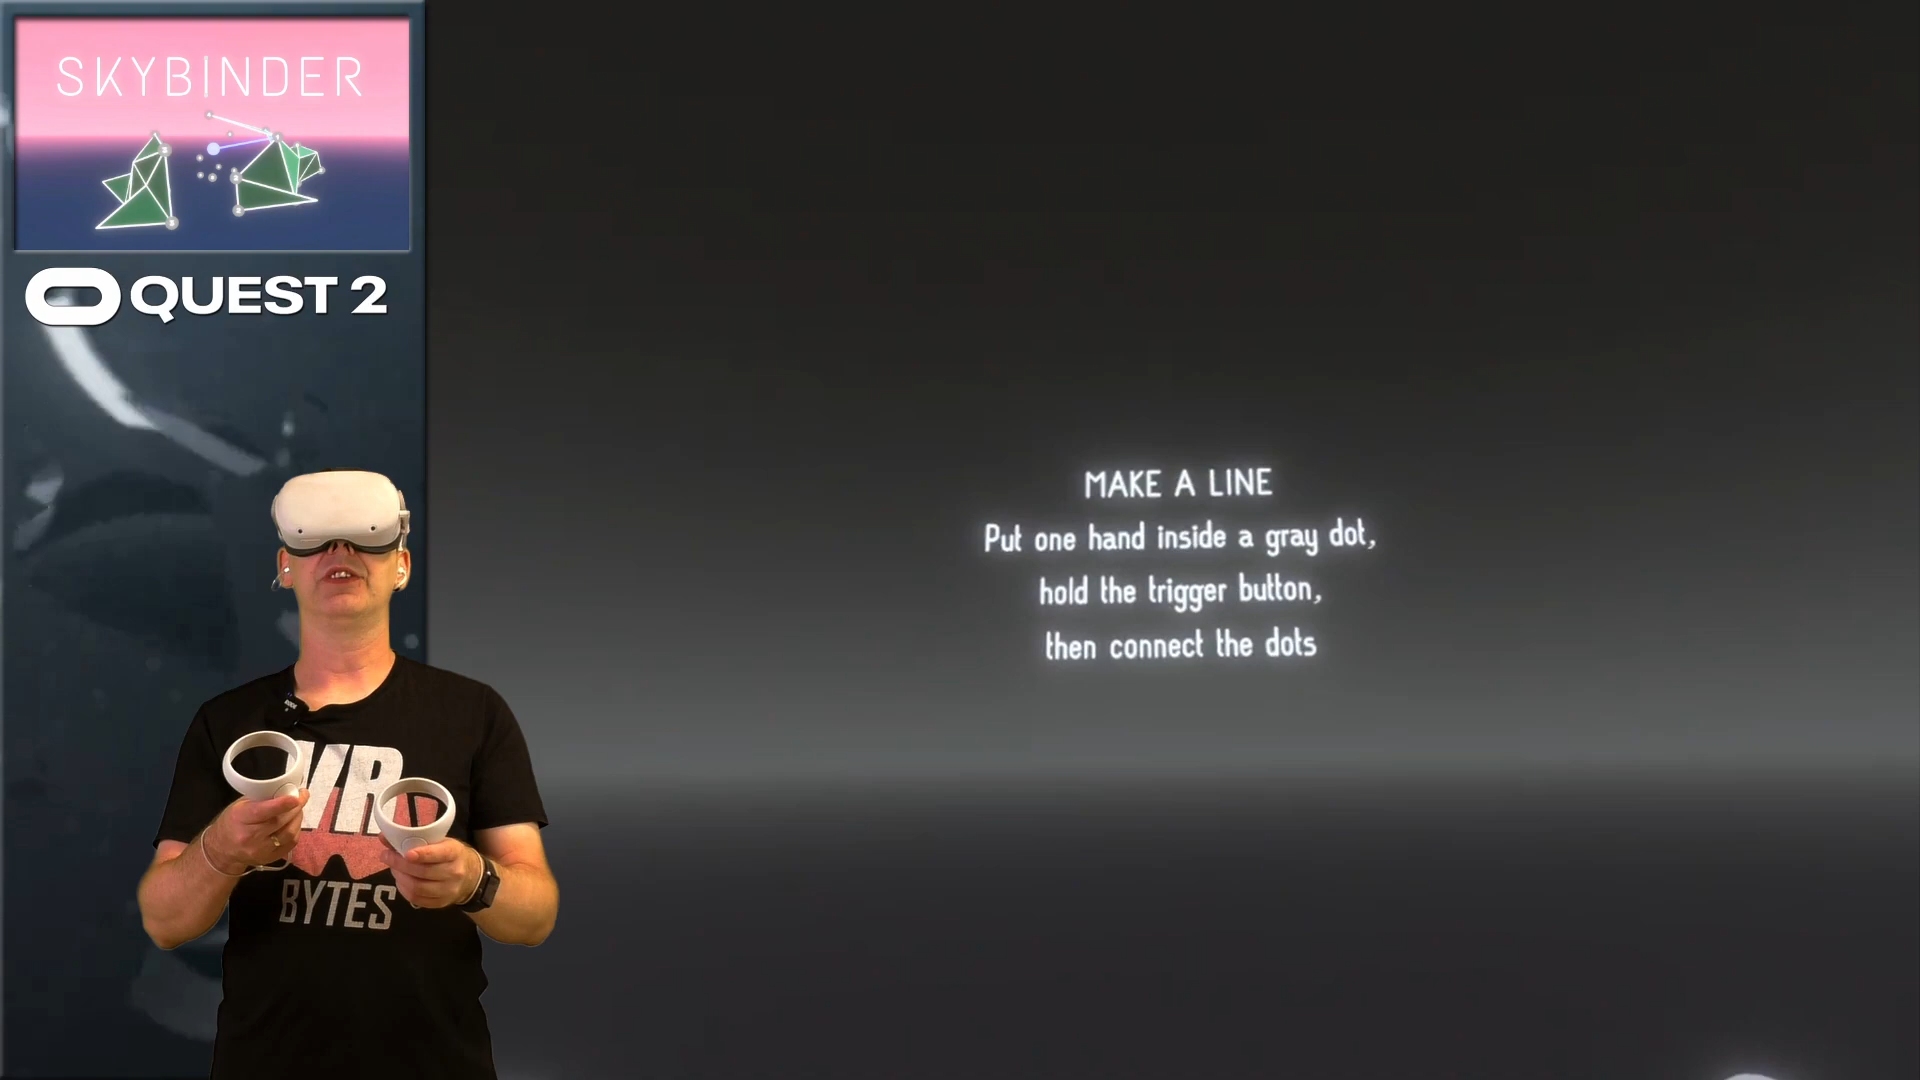 SKYBINDER
QUEST 2
MAKE A LINE
Put one hand inside a gray dot,
hold the trigger button,
then connect the dots
VR
BYTES